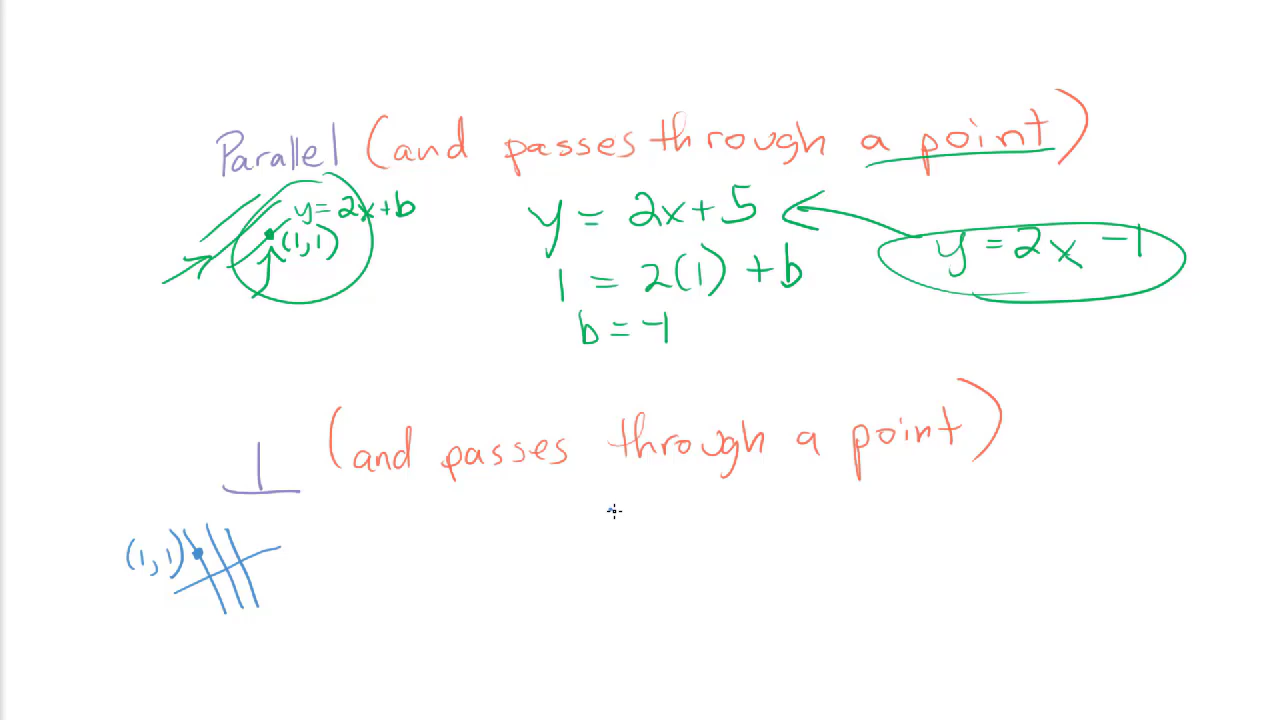 Parallel (and passes through a point)
y = 2x + b
(1, 1)
y = 2x + 5
1 = 2(1) + b
b = -1
y = 2x - 1
⊥ (and passes through a point)
(1, 1)